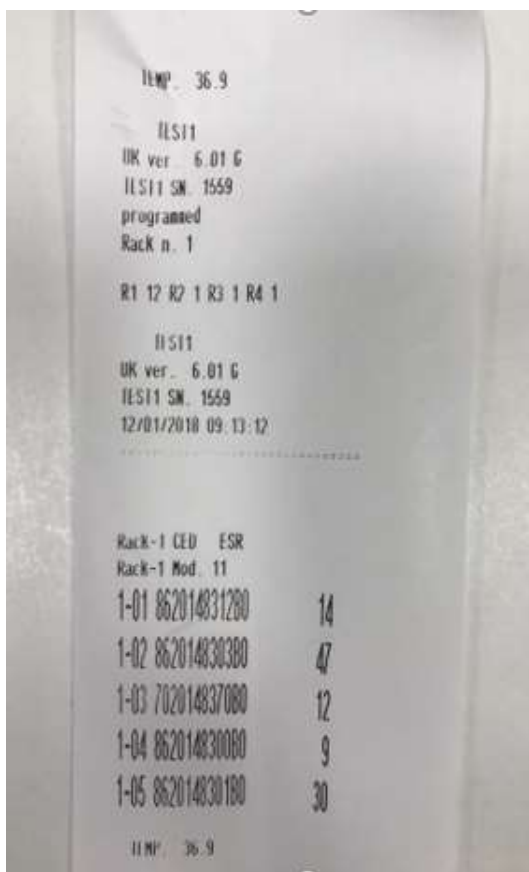 TEMP. 36.9
TEST1
UK ver. 6.01 G
TEST1 SN. 1559
programmed
Rack n. 1
R1 12 R2 1 R3 1 R4 1
TEST1
UK ver. 6.01 G
TEST1 SN. 1559
12/01/2018 09:13:12
Rack-1 CED ESR
Rack-1 Mod. 11
1-01 862014831280 14
1-02 862014830380 47
1-03 702014837080 12
1-04 862014830080 9
1-05 862014830180 30
TEMP. 36.9